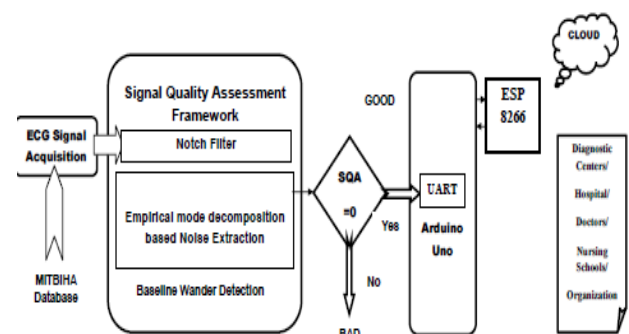 CLOUD
Signal Quality Assessment
Framework
GOOD
ESP
8266
ECG Signal
Acquisition
Notch Filter
SQA
=0
UART
Yes
Arduino
Uno
Empirical mode decomposition
based Noise Extraction
Baseline Wander Detection
No
MITBIHA
Database
Diagnostic
Centers/
Hospital/
Doctors/
Nursing
Schools/
Organization
BAD